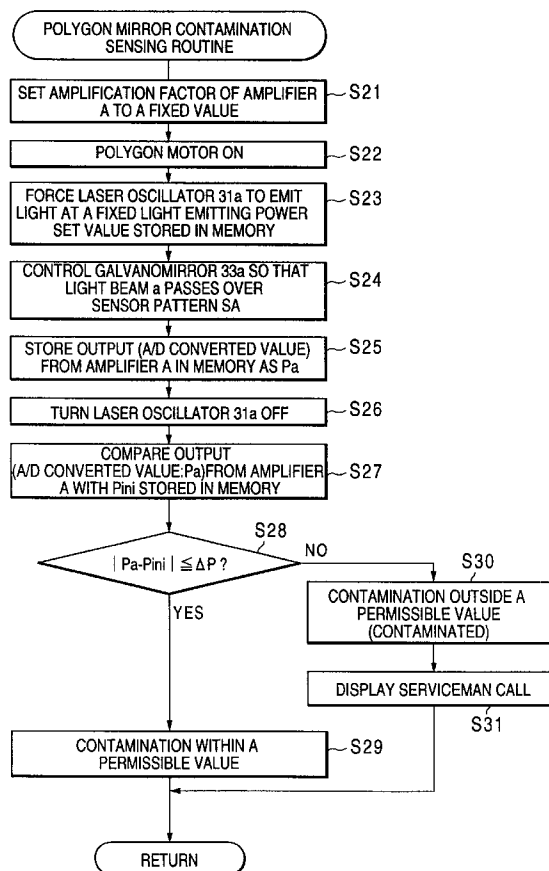 POLYGON MIRROR CONTAMINATION
SENSING ROUTINE
SET AMPLIFICATION FACTOR OF AMPLIFIER
A TO A FIXED VALUE
S21
POLYGON MOTOR ON
S22
FORCE LASER OSCILLATOR 31a TO EMIT
LIGHT AT A FIXED LIGHT EMITTING POWER
SET VALUE STORED IN MEMORY
S23
CONTROL GALVANOMIRROR 33a SO THAT
LIGHT BEAM a PASSES OVER
SENSOR PATTERN SA
S24
STORE OUTPUT (A/D CONVERTED VALUE)
FROM AMPLIFIER A IN MEMORY AS Pa
S25
TURN LASER OSCILLATOR 31a OFF
S26
COMPARE OUTPUT
(A/D CONVERTED VALUE:Pa)FROM AMPLIFIER
A WITH Pini STORED IN MEMORY
S27
S28
| Pa-Pini | ≦ ΔP ?
NO
YES
S30
CONTAMINATION OUTSIDE A
PERMISSIBLE VALUE
(CONTAMINATED)
DISPLAY SERVICEMAN CALL
S31
CONTAMINATION WITHIN A
PERMISSIBLE VALUE
S29
RETURN